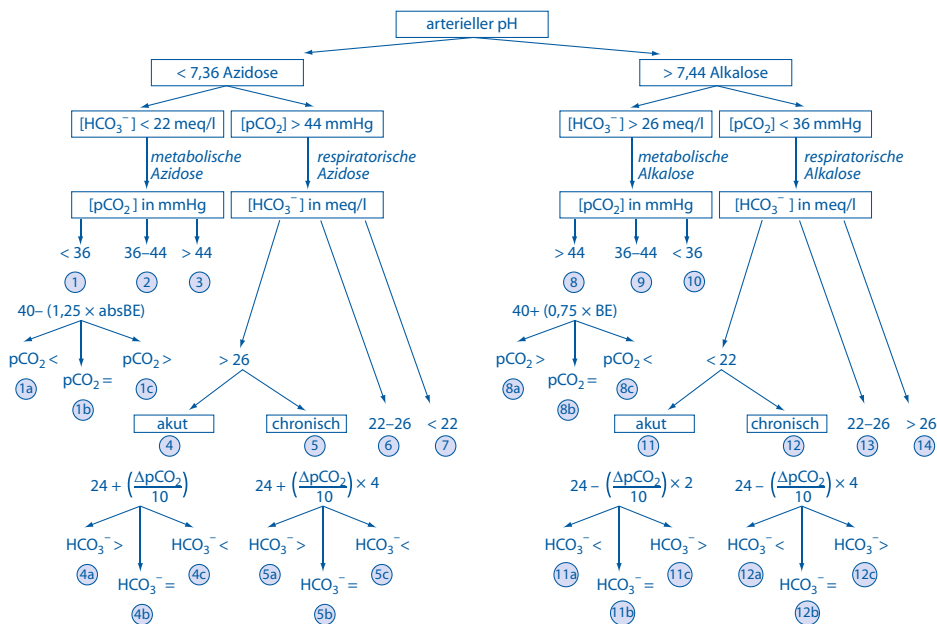 arterieller pH
< 7,36 Azidose
> 7,44 Alkalose
[HCO₃⁻] < 22 meq/l
[pCO₂] > 44 mmHg
[HCO₃⁻] > 26 meq/l
[pCO₂] < 36 mmHg
metabolische
Azidose
respiratorische
Azidose
metabolische
Alkalose
respiratorische
Alkalose
[pCO₂] in mmHg
[HCO₃⁻] in meq/l
[pCO₂] in mmHg
[HCO₃⁻] in meq/l
< 36
36–44
> 44
1
2
3
> 44
36–44
< 36
8
9
10
40– (1,25 × absBE)
pCO₂ <
1a
pCO₂ =
1b
pCO₂ >
1c
40+ (0,75 × BE)
pCO₂ >
8a
pCO₂ =
8b
pCO₂ <
8c
> 26
< 22
akut
chronisch
22–26
< 22
4
5
6
7
akut
chronisch
22–26
> 26
11
12
13
14
24 + (ΔpCO₂/10)
24 + (ΔpCO₂/10) × 4
24 – (ΔpCO₂/10) × 2
24 – (ΔpCO₂/10) × 4
HCO₃⁻ >
4a
HCO₃⁻ =
4b
HCO₃⁻ <
4c
HCO₃⁻ >
5a
HCO₃⁻ =
5b
HCO₃⁻ <
5c
HCO₃⁻ <
11a
HCO₃⁻ =
11b
HCO₃⁻ >
11c
HCO₃⁻ <
12a
HCO₃⁻ =
12b
HCO₃⁻ >
12c